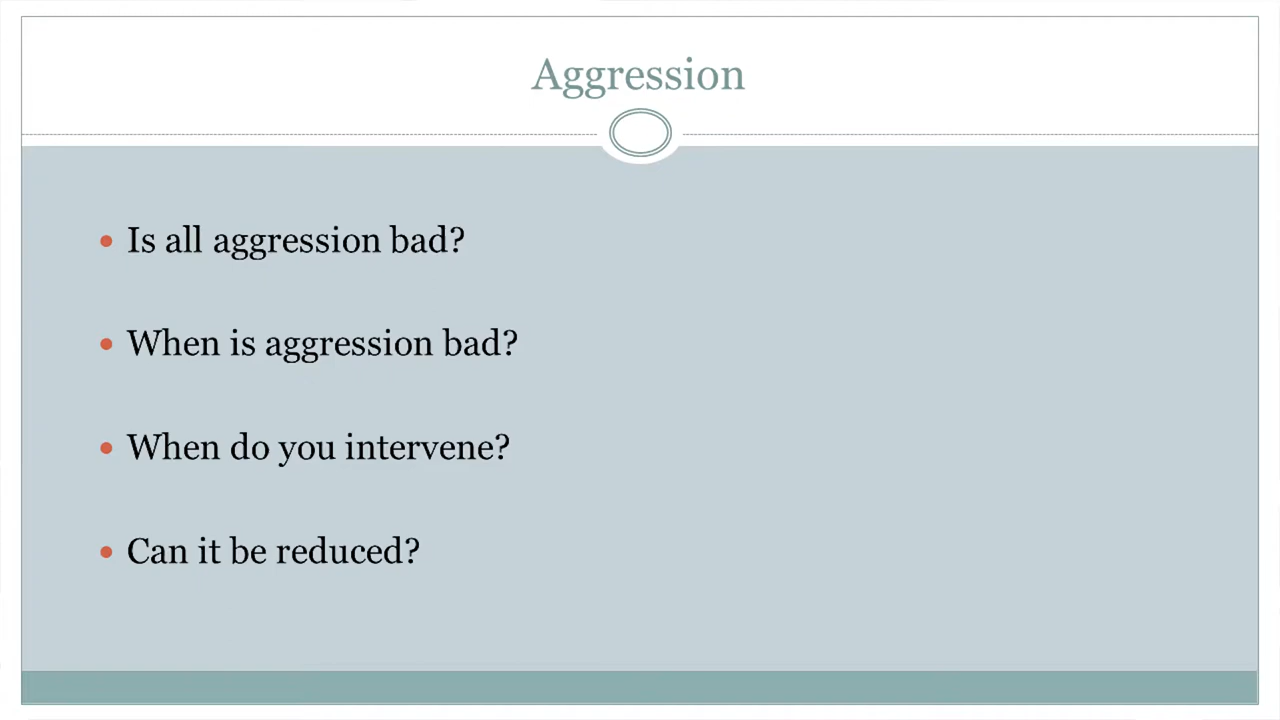 Aggression
• Is all aggression bad?
• When is aggression bad?
• When do you intervene?
• Can it be reduced?